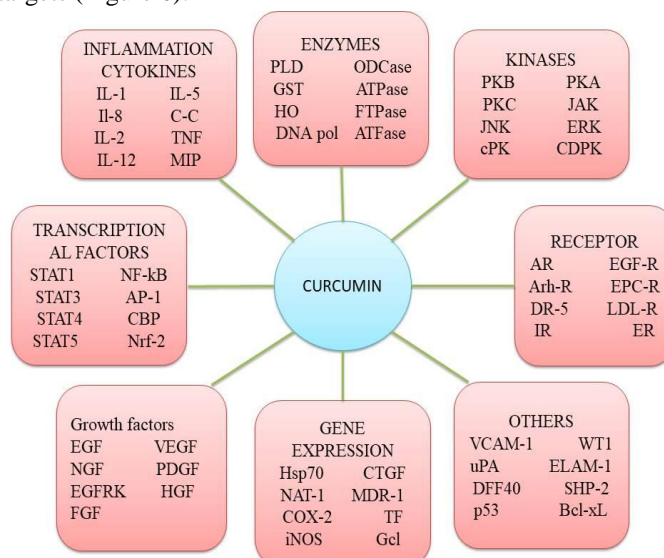 INFLAMMATION
CYTOKINES
IL-1 IL-5
Il-8 C-C
IL-2 TNF
IL-12 MIP
ENZYMES
PLD ODCase
GST ATPase
HO FTPase
DNA pol ATFase
KINASES
PKB PKA
PKC JAK
JNK ERK
cPK CDPK
TRANSCRIPTION
AL FACTORS
STAT1 NF-kB
STAT3 AP-1
STAT4 CBP
STAT5 Nrf-2
CURCUMIN
RECEPTOR
AR EGF-R
Arh-R EPC-R
DR-5 LDL-R
IR ER
Growth factors
EGF VEGF
NGF PDGF
EGFRK HGF
FGF
GENE
EXPRESSION
Hsp70 CTGF
NAT-1 MDR-1
COX-2 TF
iNOS Gcl
OTHERS
VCAM-1 WT1
uPA ELAM-1
DFF40 SHP-2
p53 Bcl-xL